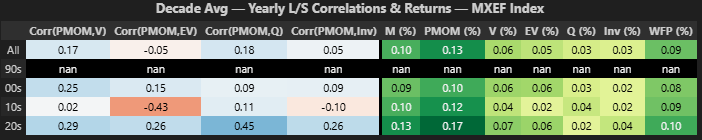 Decade Avg — Yearly L/S Correlations & Returns — MXEF Index
Corr(PMOM,V) Corr(PMOM,EV) Corr(PMOM,Q) Corr(PMOM,Inv) M (%) PMOM (%) V (%) EV (%) Q (%) Inv (%) WFP (%)
All 0.17 -0.05 0.18 0.05 0.10 0.13 0.06 0.05 0.03 0.03 0.09
90s nan nan nan nan nan nan nan nan nan nan nan
00s 0.25 0.15 0.09 0.09 0.09 0.10 0.06 0.06 0.03 0.02 0.08
10s 0.02 -0.43 0.11 -0.10 0.10 0.12 0.04 0.02 0.04 0.02 0.09
20s 0.29 0.26 0.45 0.26 0.13 0.17 0.07 0.06 0.02 0.04 0.10